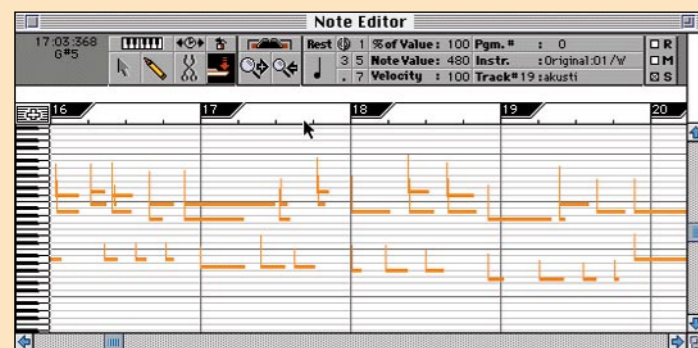 Note Editor
17:03:368 Rest 1 % of Value: 100 Pgm. # : 0 R
G#5 3 5 Note Value: 480 Instr. :Original:01/W M
. 7 Velocity : 100 Track#19:akusti S
16 17 18 19 20